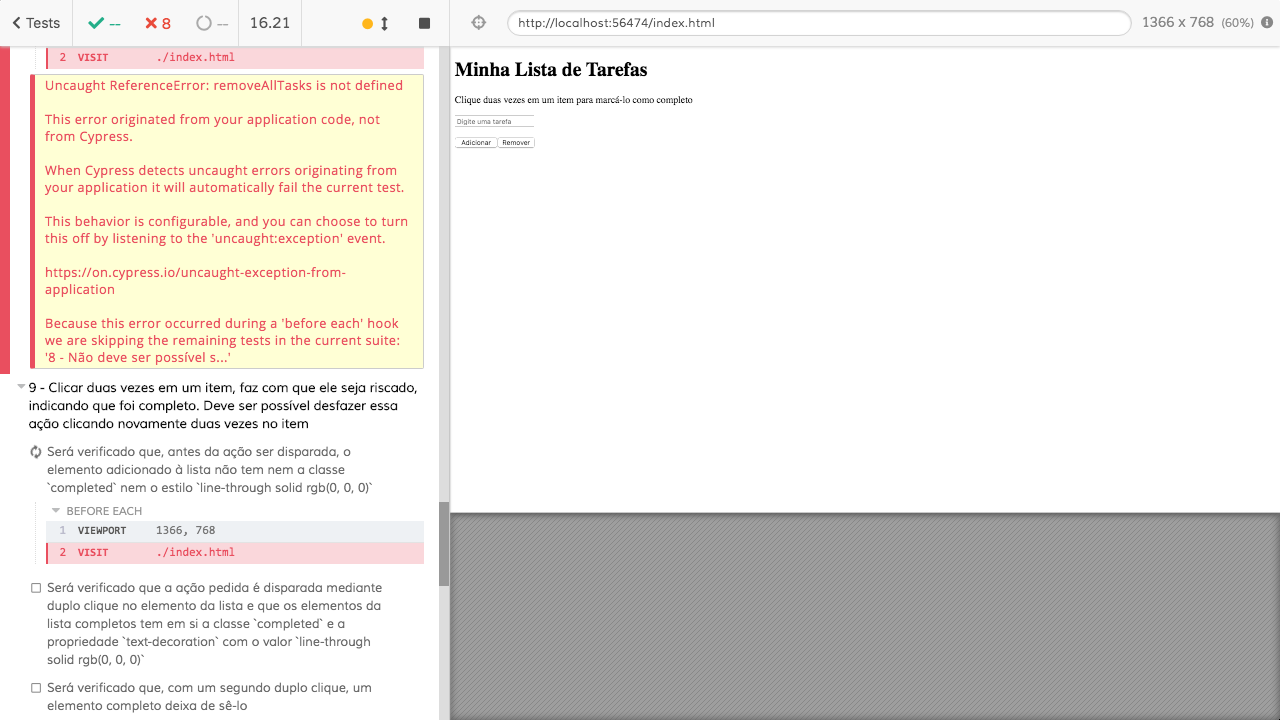 Tests
--
8
--
16.21
http://localhost:56474/index.html
1366 x 768 (60%)
2 VISIT ./index.html
Uncaught ReferenceError: removeAllTasks is not defined
This error originated from your application code, not
from Cypress.
When Cypress detects uncaught errors originating from
your application it will automatically fail the current test.
This behavior is configurable, and you can choose to turn
this off by listening to the 'uncaught:exception' event.
https://on.cypress.io/uncaught-exception-from-
application
Because this error occurred during a 'before each' hook
we are skipping the remaining tests in the current suite:
'8 - Não deve ser possível s...'
9 - Clicar duas vezes em um item, faz com que ele seja riscado,
indicando que foi completo. Deve ser possível desfazer essa
ação clicando novamente duas vezes no item
Será verificado que, antes da ação ser disparada, o
elemento adicionado à lista não tem nem a classe
`completed` nem o estilo `line-through solid rgb(0, 0, 0)`
BEFORE EACH
1 VIEWPORT 1366, 768
2 VISIT ./index.html
Será verificado que a ação pedida é disparada mediante
duplo clique no elemento da lista e que os elementos da
lista completos tem em si a classe `completed` e a
propriedade `text-decoration` com o valor `line-through
solid rgb(0, 0, 0)`
Será verificado que, com um segundo duplo clique, um
elemento completo deixa de sê-lo
Minha Lista de Tarefas
Clique duas vezes em um item para marcá-lo como completo
Digite uma tarefa
Adicionar Remover